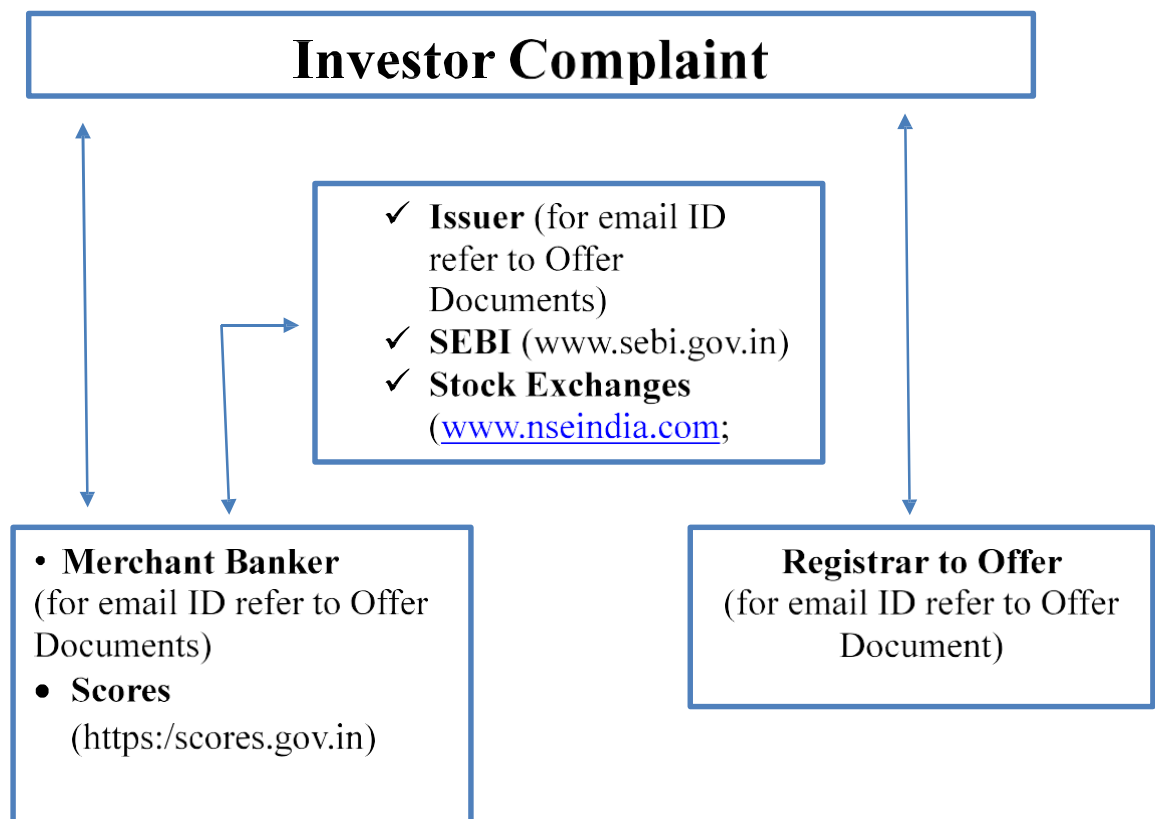 Investor Complaint
✓ Issuer (for email ID
refer to Offer
Documents)
✓ SEBI (www.sebi.gov.in)
✓ Stock Exchanges
(www.nseindia.com;
• Merchant Banker
(for email ID refer to Offer
Documents)
• Scores
(https:/scores.gov.in)
Registrar to Offer
(for email ID refer to Offer
Document)